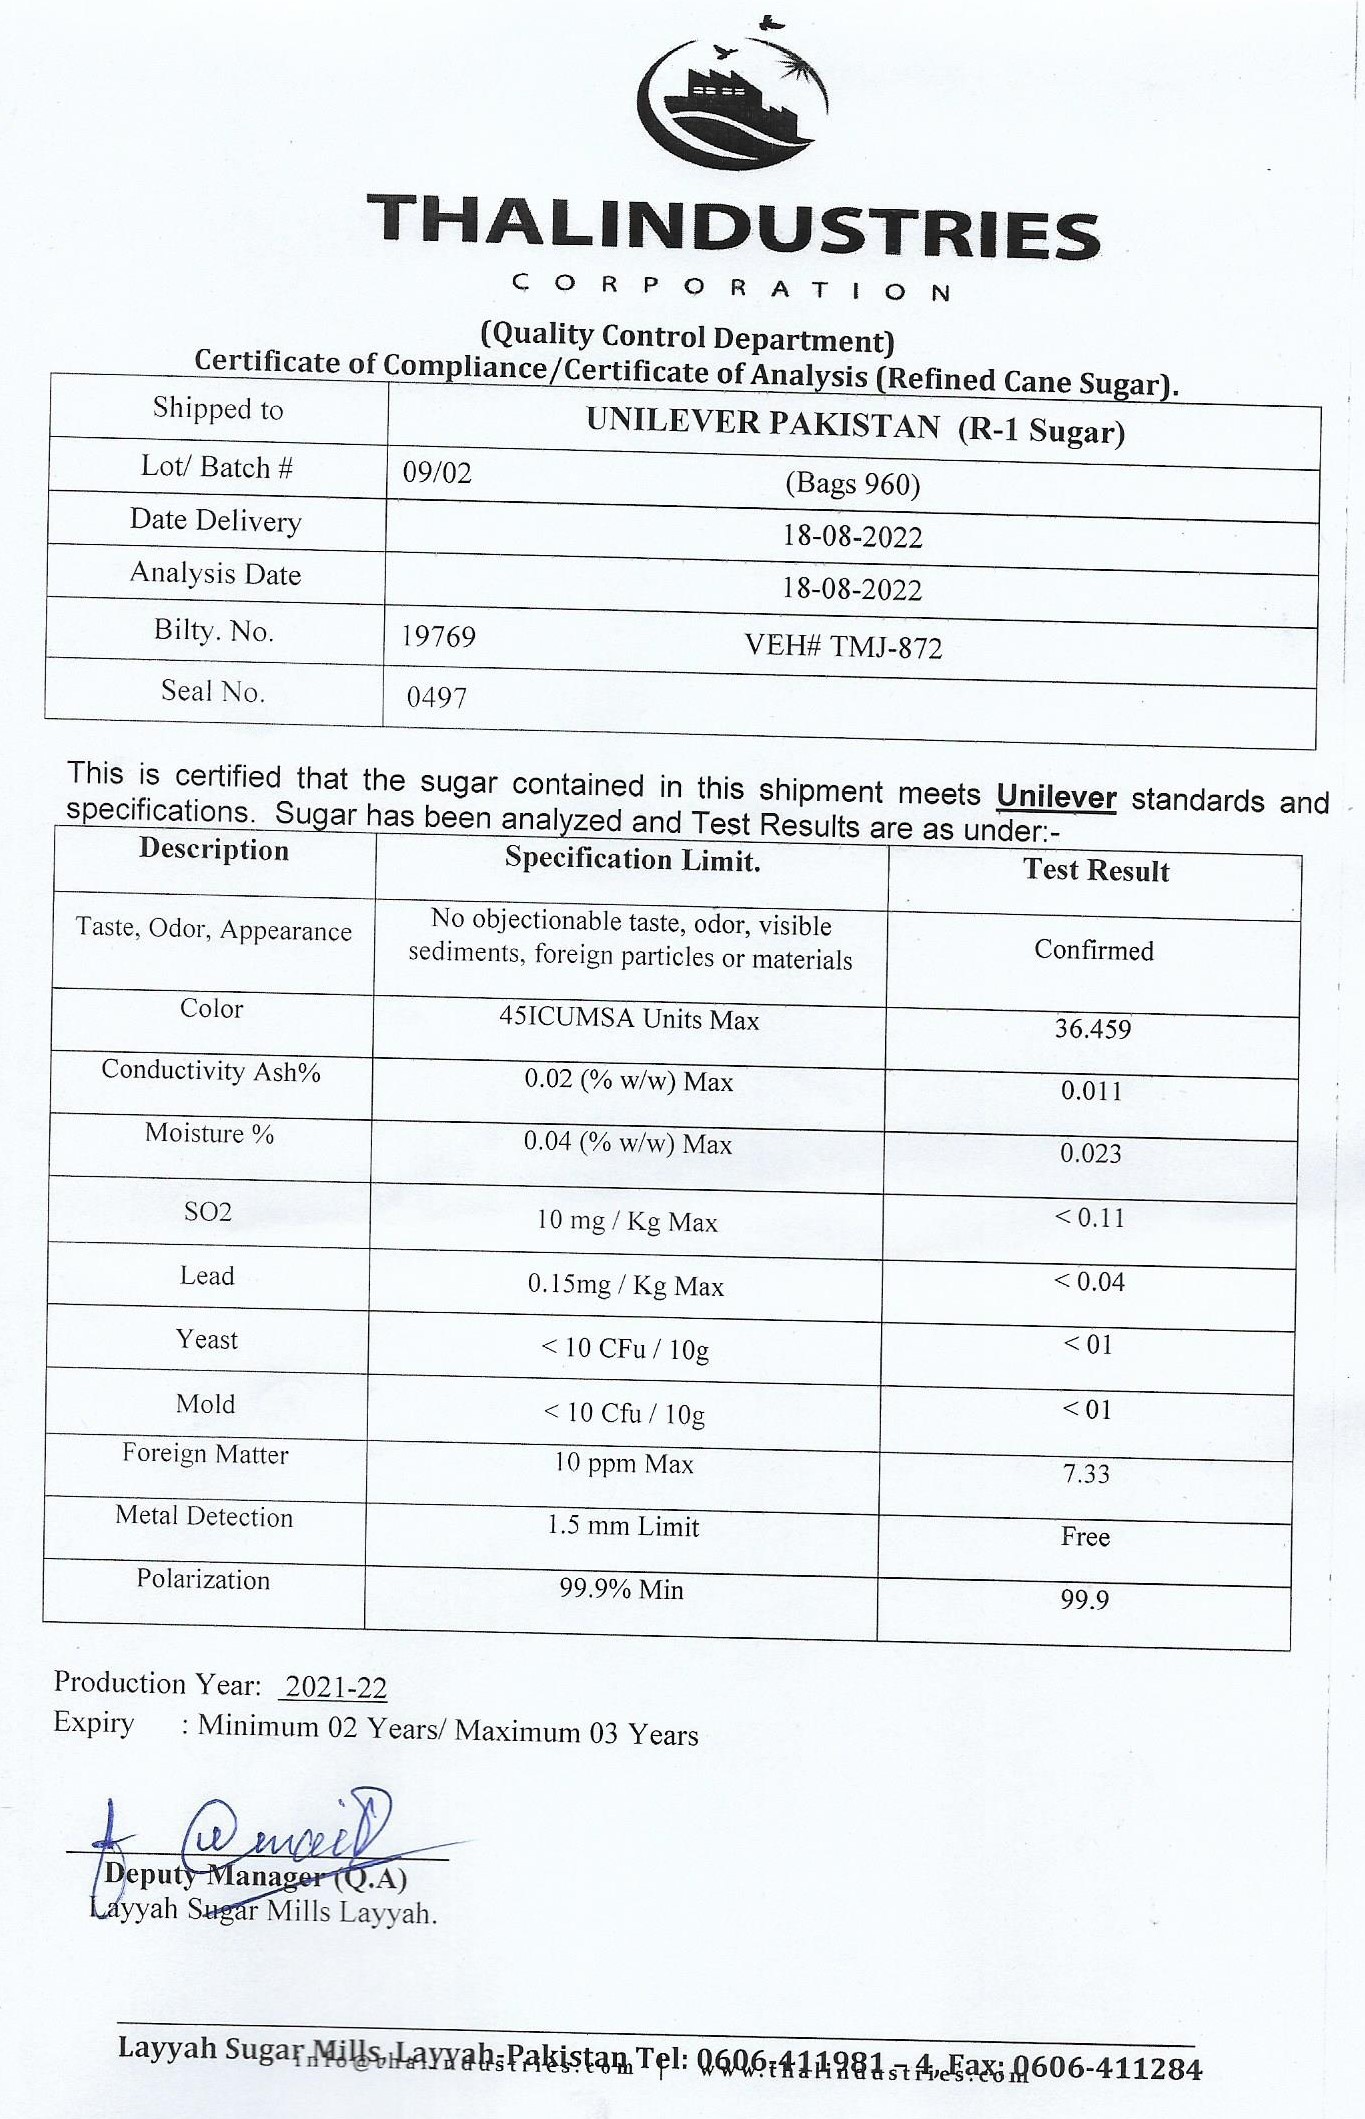 THALINDUSTRIES
CORPORATION
(Quality Control Department)
Certificate of Compliance/Certificate of Analysis (Refined Cane Sugar).
Shipped to UNILEVER PAKISTAN (R-1 Sugar)
Lot/ Batch # 09/02 (Bags 960)
Date Delivery 18-08-2022
Analysis Date 18-08-2022
Bilty. No. 19769 VEH# TMJ-872
Seal No. 0497
This is certified that the sugar contained in this shipment meets Unilever standards and
specifications. Sugar has been analyzed and Test Results are as under:-
Description Specification Limit. Test Result
Taste, Odor, Appearance No objectionable taste, odor, visible
sediments, foreign particles or materials Confirmed
Color 45ICUMSA Units Max 36.459
Conductivity Ash% 0.02 (% w/w) Max 0.011
Moisture % 0.04 (% w/w) Max 0.023
SO2 10 mg / Kg Max < 0.11
Lead 0.15mg / Kg Max < 0.04
Yeast < 10 CFu / 10g < 01
Mold < 10 Cfu / 10g < 01
Foreign Matter 10 ppm Max 7.33
Metal Detection 1.5 mm Limit Free
Polarization 99.9% Min 99.9
Production Year: 2021-22
Expiry : Minimum 02 Years/ Maximum 03 Years
Deputy Manager (Q.A)
Layyah Sugar Mills Layyah.
Layyah Sugar Mills, Layyah-Pakistan Tel: 0606-411981 – 4, Fax: 0606-411284
info@thalindustries.com | www.thalindustries.com